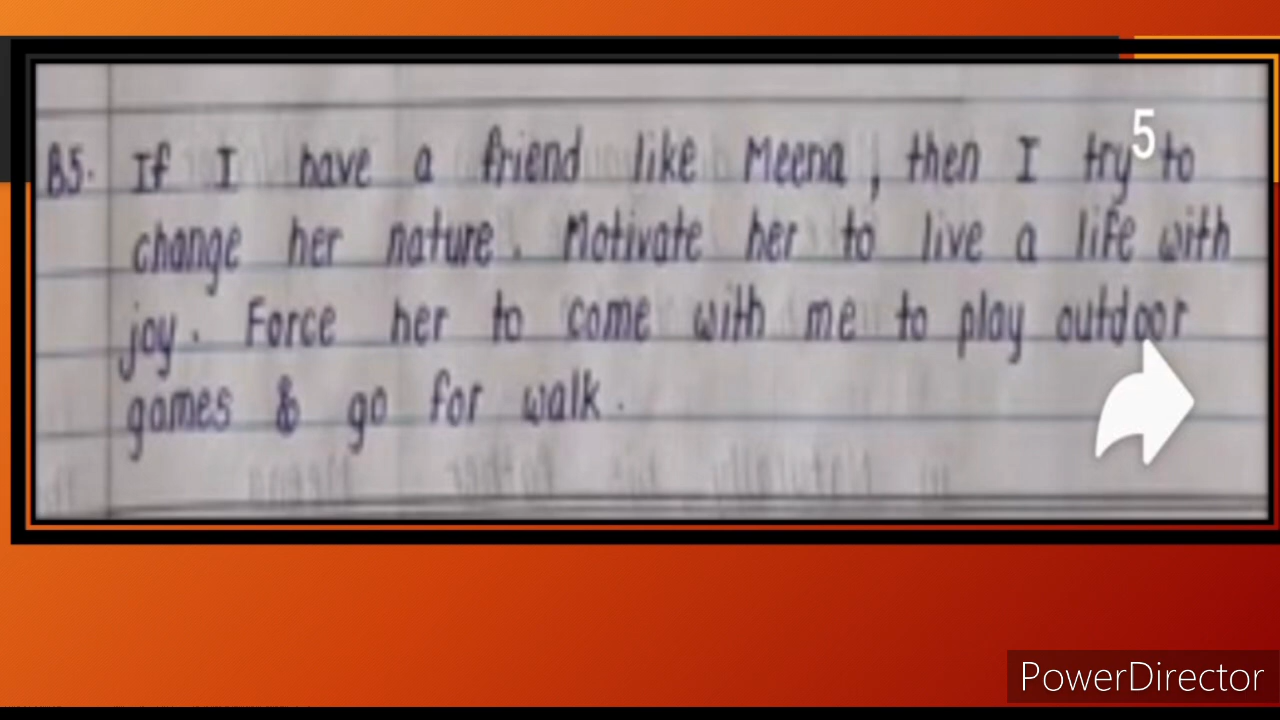 5
B5. If I have a friend like Meena, then I try to
change her nature. Motivate her to live a life with
joy. Force her to come with me to play outdoor
games & go for walk.
PowerDirector